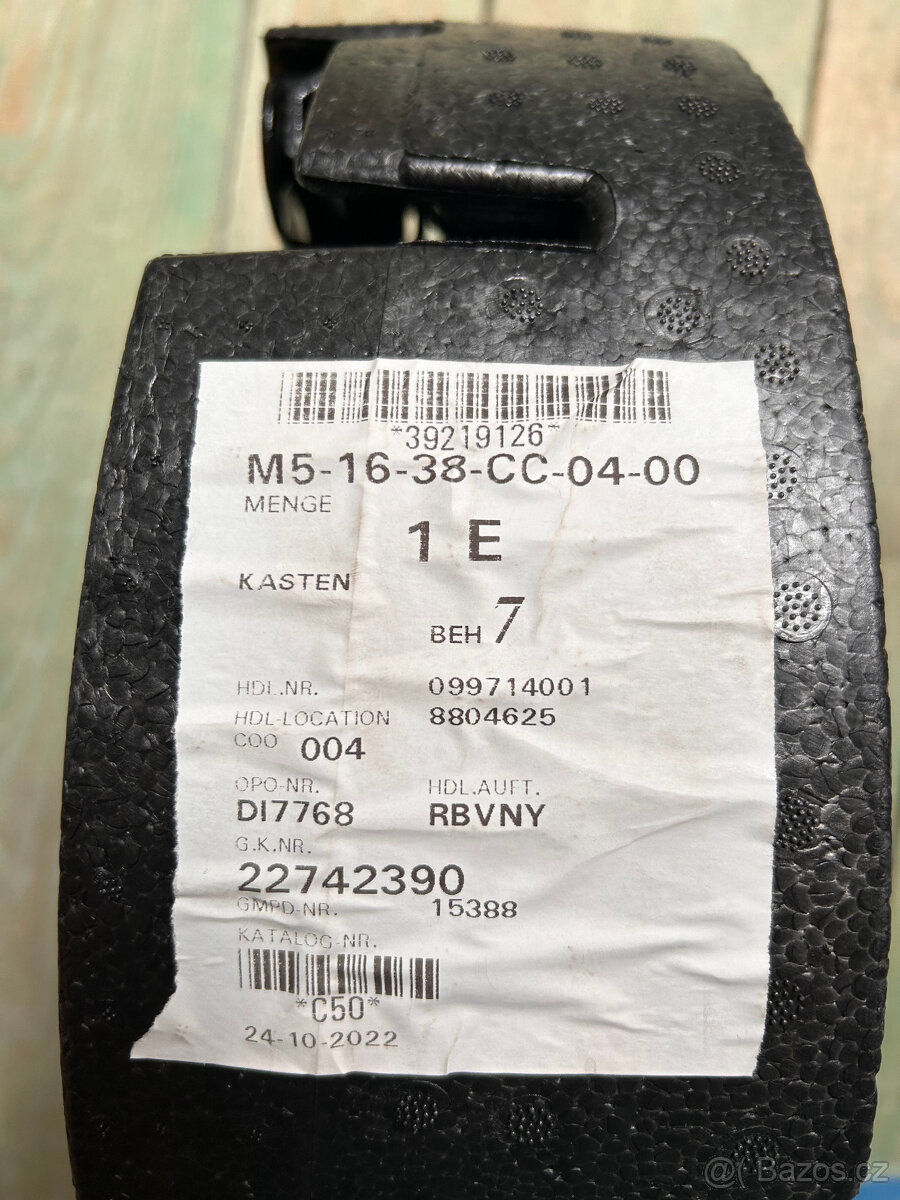 *39219126*
M5-16-38-CC-04-00
MENGE
1 E
KASTEN
BEH 7
HDL.NR. 099714001
HDL-LOCATION 8804625
COO 004
OPO-NR. HDL.AUFT.
DI7768 RBVNY
G.K.NR.
22742390
GMPD-NR. 15388
KATALOG-NR.
*C50*
24-10-2022
@( Bazos.cz